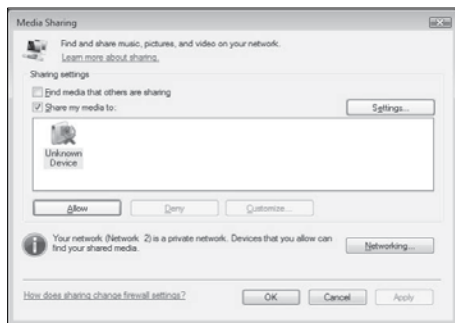 Media Sharing
Find and share music, pictures, and video on your network.
Learn more about sharing.
Sharing settings
Find media that others are sharing
Share my media to:
Settings...
Unknown
Device
Allow
Deny
Customize...
Your network (Network 2) is a private network. Devices that you allow can
find your shared media.
Networking...
How does sharing change firewall settings?
OK
Cancel
Apply